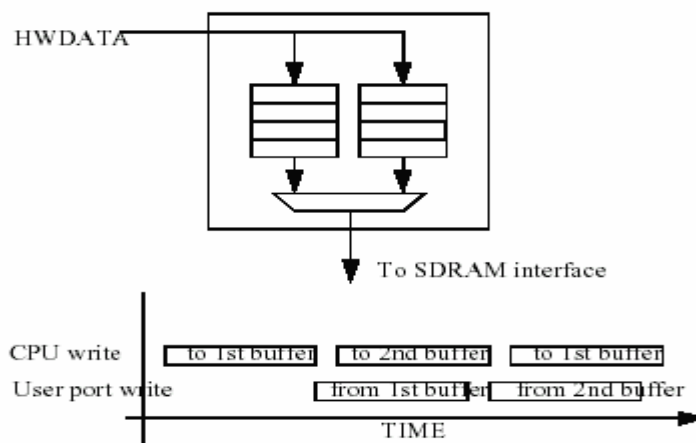 HWDATA
To SDRAM interface
CPU write to 1st buffer to 2nd buffer to 1st buffer
User port write from 1st buffer from 2nd buffer
TIME